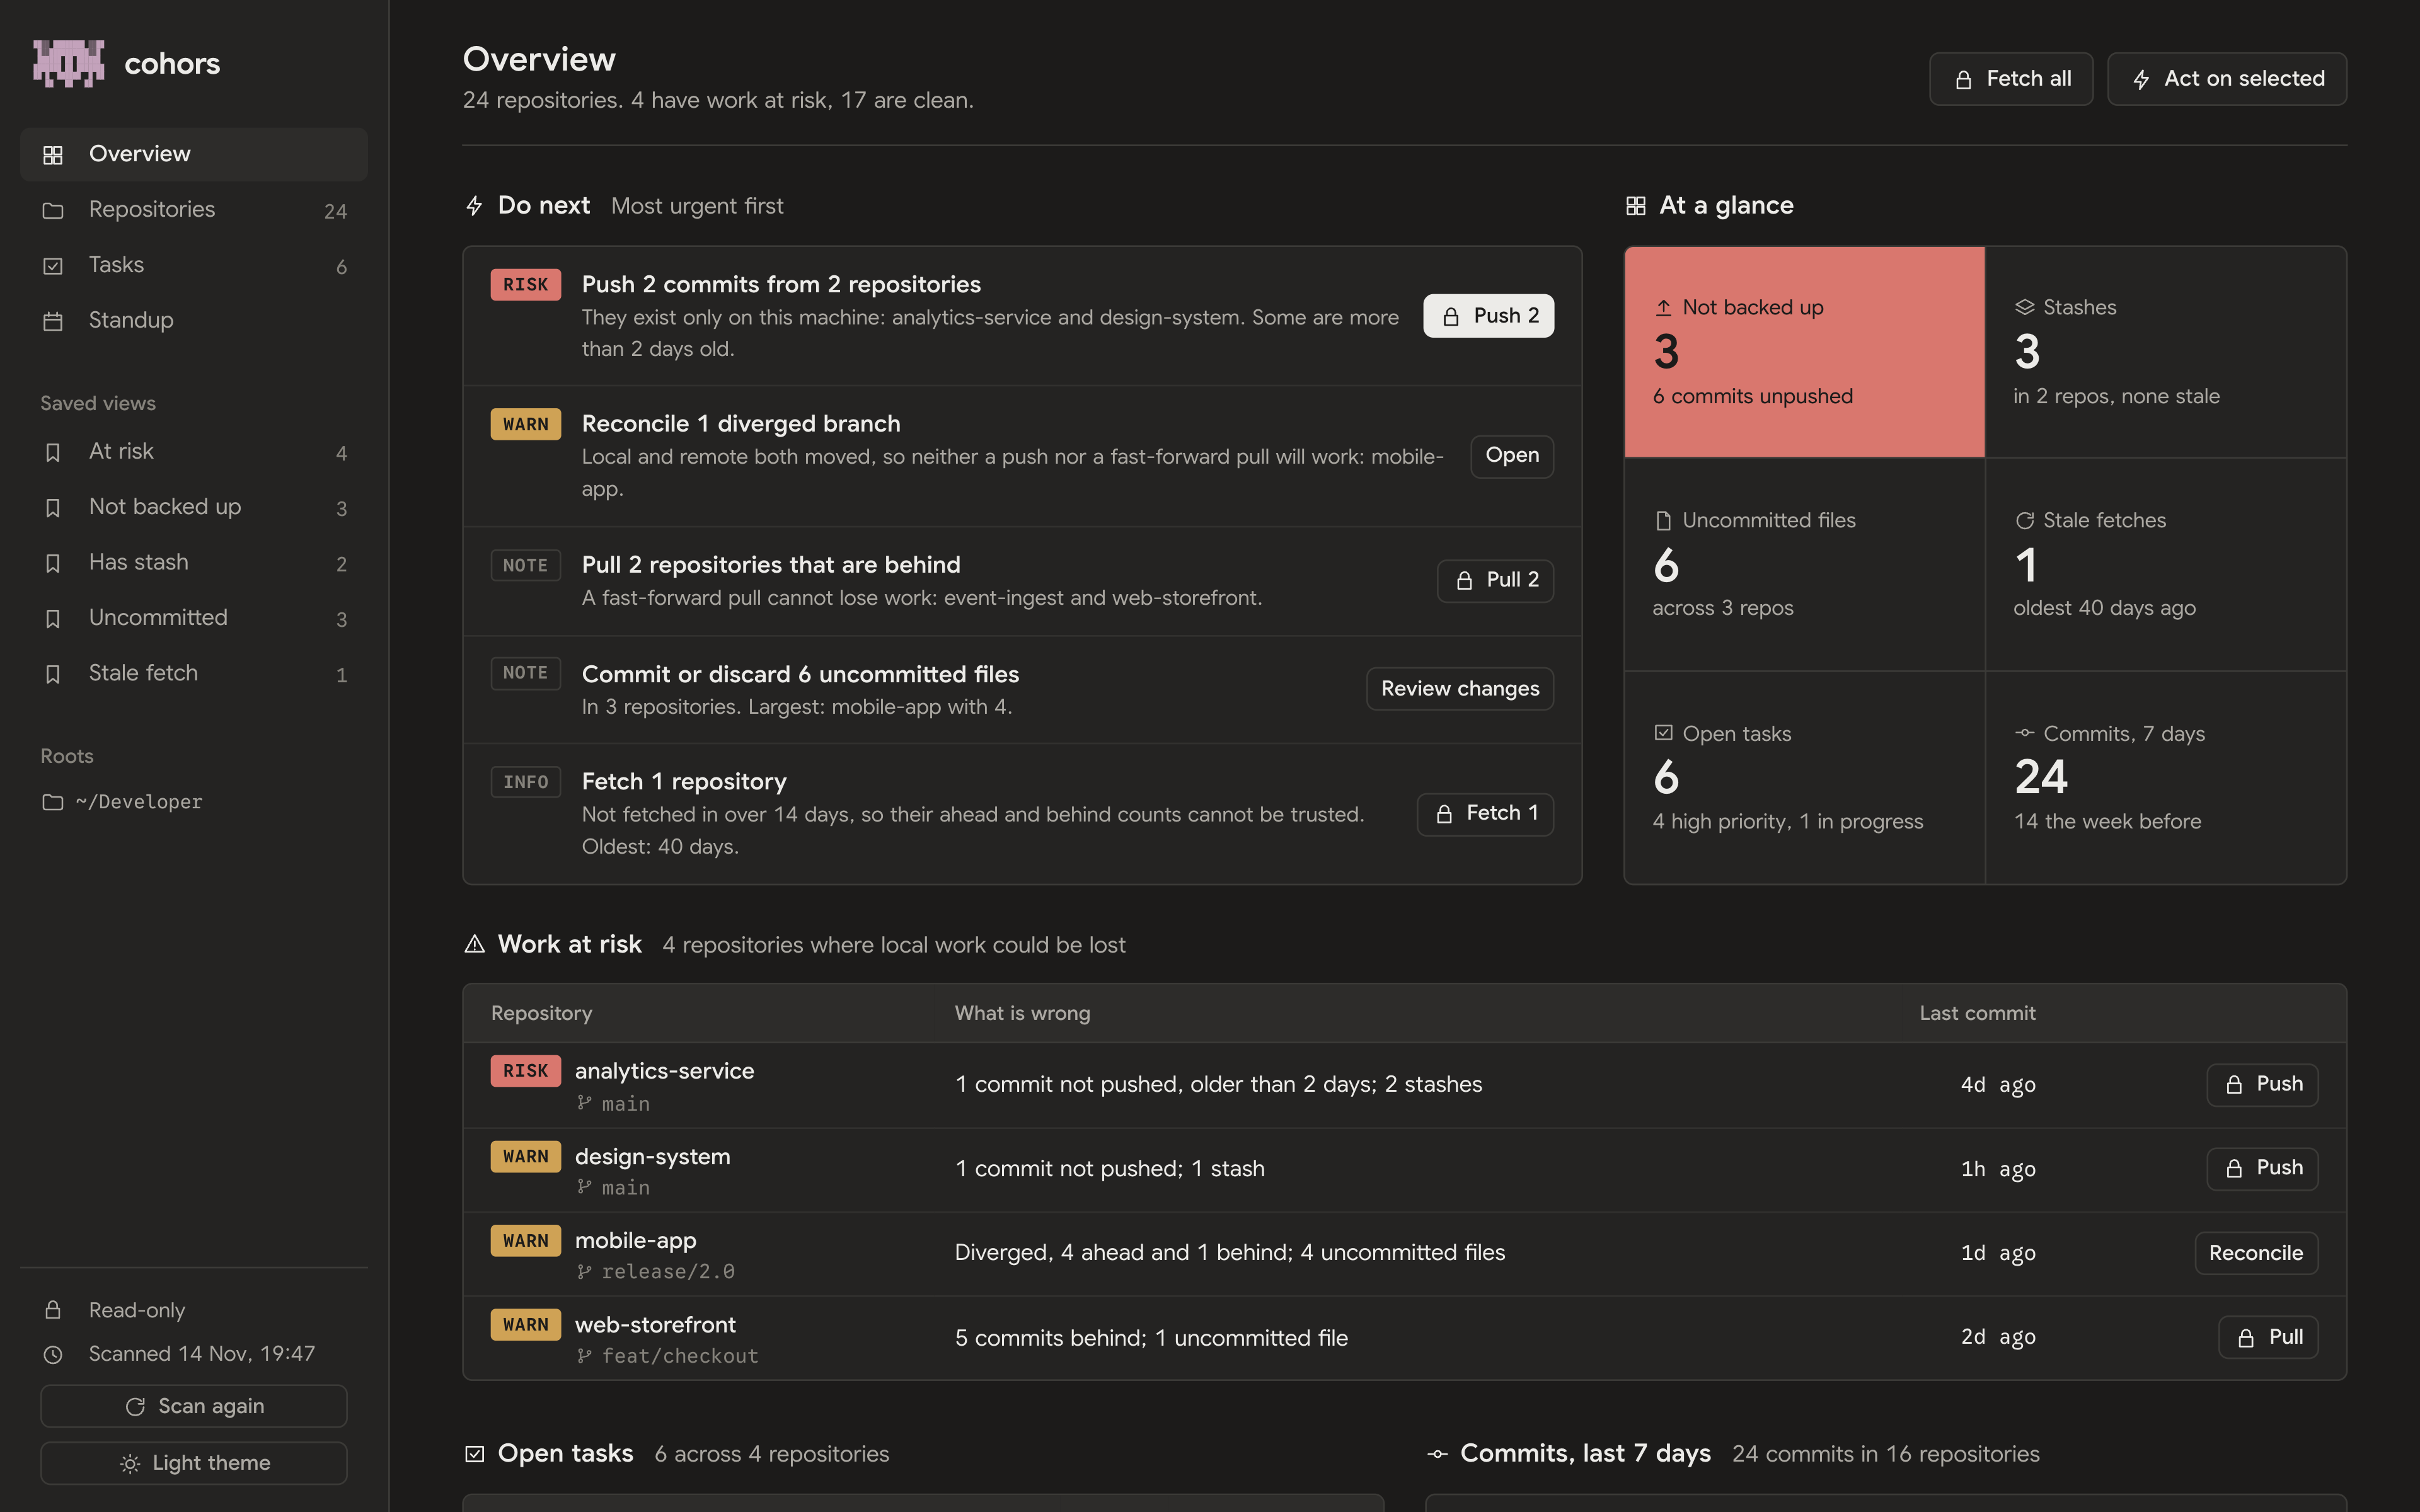 cohors
Overview
Repositories 24
Tasks 6
Standup
Saved views
At risk 4
Not backed up 3
Has stash 2
Uncommitted 3
Stale fetch 1
Roots
~/Developer
Read-only
Scanned 14 Nov, 19:47
Scan again
Light theme
Overview
24 repositories. 4 have work at risk, 17 are clean.
Fetch all
Act on selected
Do next Most urgent first
RISK Push 2 commits from 2 repositories
They exist only on this machine: analytics-service and design-system. Some are more
than 2 days old.
Push 2
WARN Reconcile 1 diverged branch
Local and remote both moved, so neither a push nor a fast-forward pull will work: mobile-
app.
Open
NOTE Pull 2 repositories that are behind
A fast-forward pull cannot lose work: event-ingest and web-storefront.
Pull 2
NOTE Commit or discard 6 uncommitted files
In 3 repositories. Largest: mobile-app with 4.
Review changes
INFO Fetch 1 repository
Not fetched in over 14 days, so their ahead and behind counts cannot be trusted.
Oldest: 40 days.
Fetch 1
At a glance
Not backed up
3
6 commits unpushed
Stashes
3
in 2 repos, none stale
Uncommitted files
6
across 3 repos
Stale fetches
1
oldest 40 days ago
Open tasks
6
4 high priority, 1 in progress
Commits, 7 days
24
14 the week before
Work at risk 4 repositories where local work could be lost
Repository What is wrong Last commit
RISK analytics-service
main
1 commit not pushed, older than 2 days; 2 stashes
4d ago
Push
WARN design-system
main
1 commit not pushed; 1 stash
1h ago
Push
WARN mobile-app
release/2.0
Diverged, 4 ahead and 1 behind; 4 uncommitted files
1d ago
Reconcile
WARN web-storefront
feat/checkout
5 commits behind; 1 uncommitted file
2d ago
Pull
Open tasks 6 across 4 repositories
Commits, last 7 days 24 commits in 16 repositories